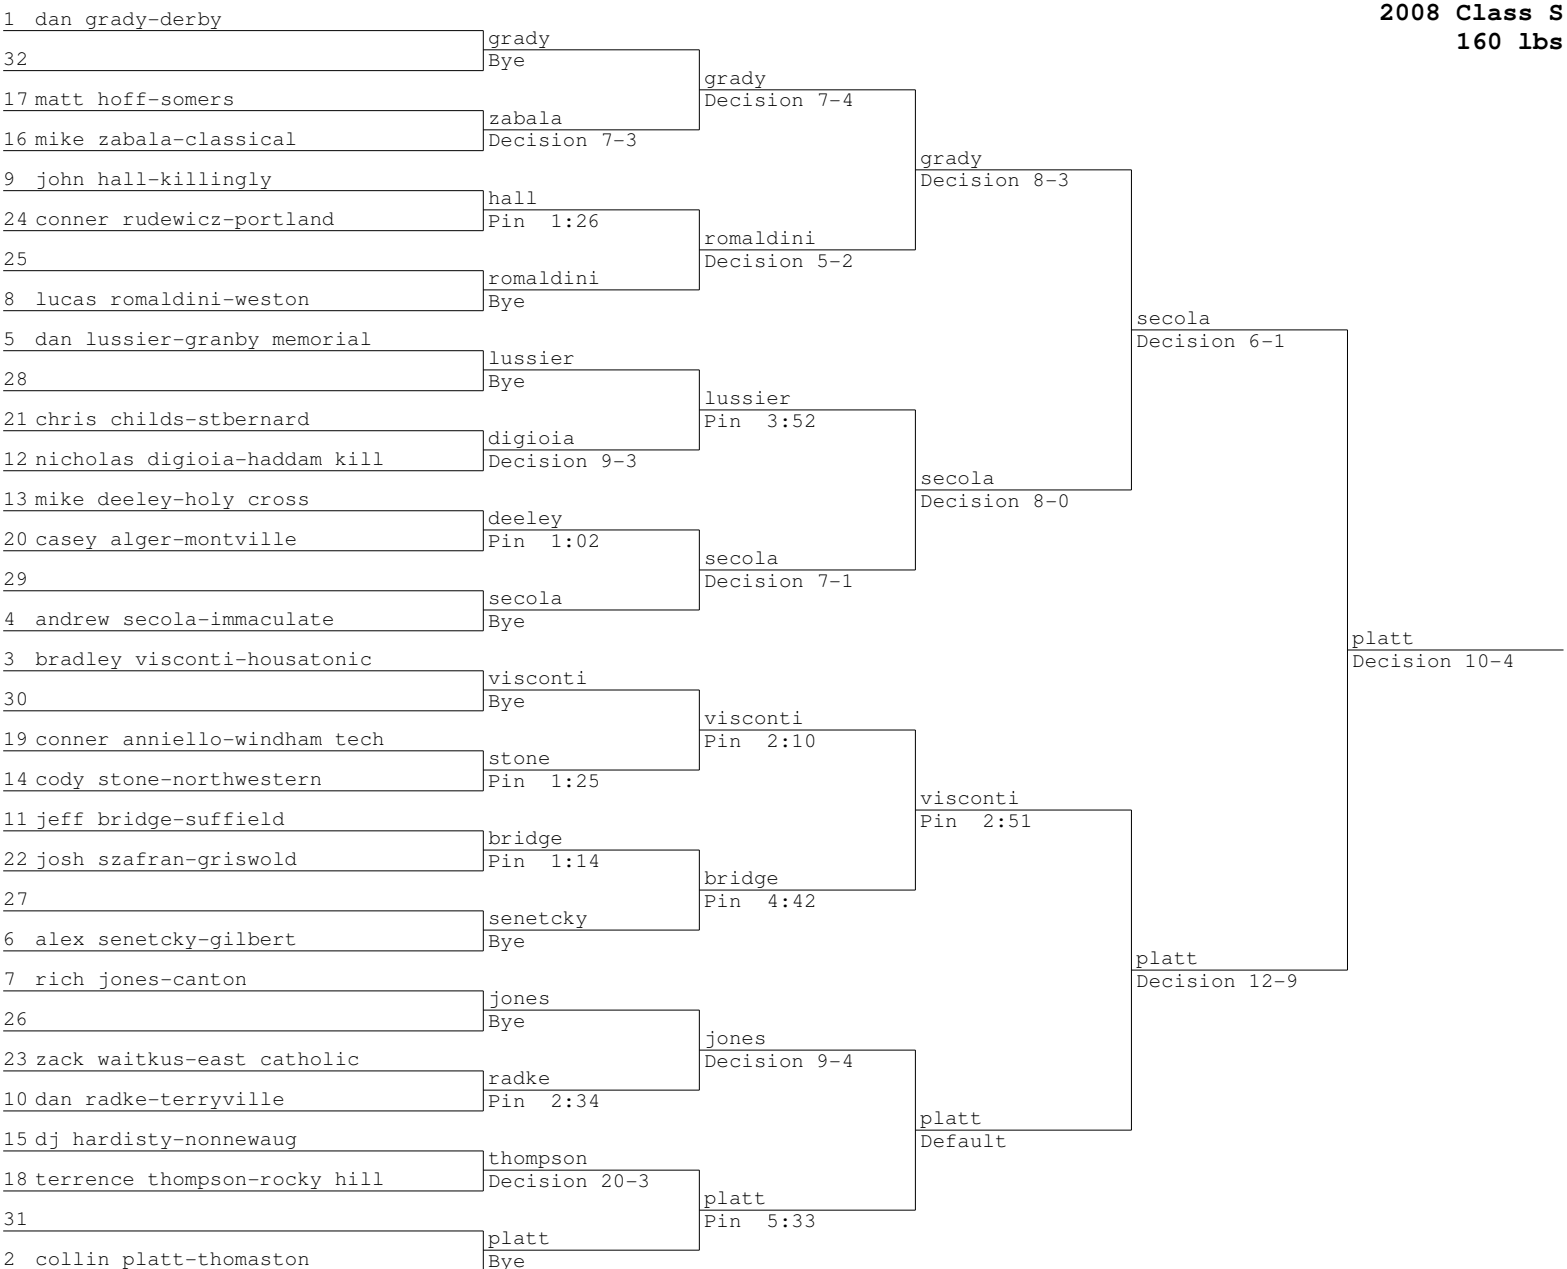 2008 Class S
160 lbs
1 dan grady-derby
32
17 matt hoff-somers
16 mike zabala-classical
9 john hall-killingly
24 conner rudewicz-portland
25
8 lucas romaldini-weston
5 dan lussier-granby memorial
28
21 chris childs-stbernard
12 nicholas digioia-haddam kill
13 mike deeley-holy cross
20 casey alger-montville
29
4 andrew secola-immaculate
3 bradley visconti-housatonic
30
19 conner anniello-windham tech
14 cody stone-northwestern
11 jeff bridge-suffield
22 josh szafran-griswold
27
6 alex senetcky-gilbert
7 rich jones-canton
26
23 zack waitkus-east catholic
10 dan radke-terryville
15 dj hardisty-nonnewaug
18 terrence thompson-rocky hill
31
2 collin platt-thomaston
grady
Bye
zabala
Decision 7-3
hall
Pin 1:26
romaldini
Bye
lussier
Bye
digioia
Decision 9-3
deeley
Pin 1:02
secola
Bye
visconti
Bye
stone
Pin 1:25
bridge
Pin 1:14
senetcky
Bye
jones
Bye
radke
Pin 2:34
thompson
Decision 20-3
platt
Bye
grady
Decision 7-4
romaldini
Decision 5-2
lussier
Pin 3:52
secola
Decision 7-1
visconti
Pin 2:10
bridge
Pin 4:42
jones
Decision 9-4
platt
Pin 5:33
grady
Decision 8-3
secola
Decision 8-0
visconti
Pin 2:51
platt
Default
secola
Decision 6-1
platt
Decision 12-9
platt
Decision 10-4